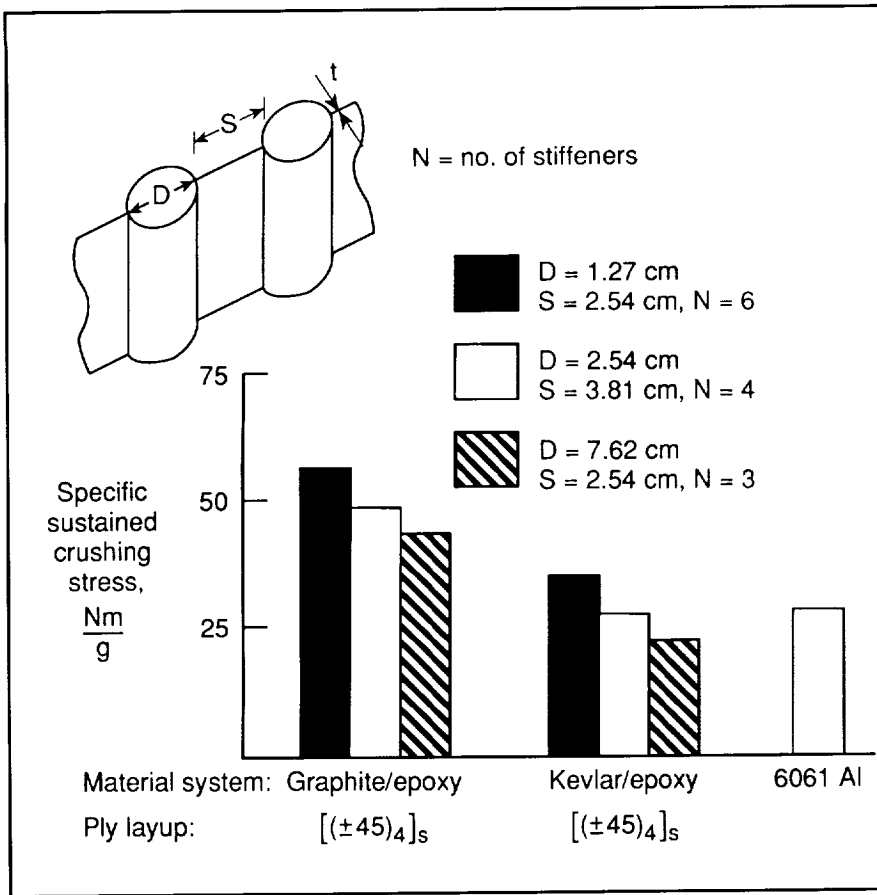 t
S
D
N = no. of stiffeners
D = 1.27 cm
S = 2.54 cm, N = 6
D = 2.54 cm
S = 3.81 cm, N = 4
D = 7.62 cm
S = 2.54 cm, N = 3
75
50
25
Specific
sustained
crushing
stress,
Nm
g
Material system: Graphite/epoxy Kevlar/epoxy 6061 Al
Ply layup: [(±45)₄]ₛ [(±45)₄]ₛ